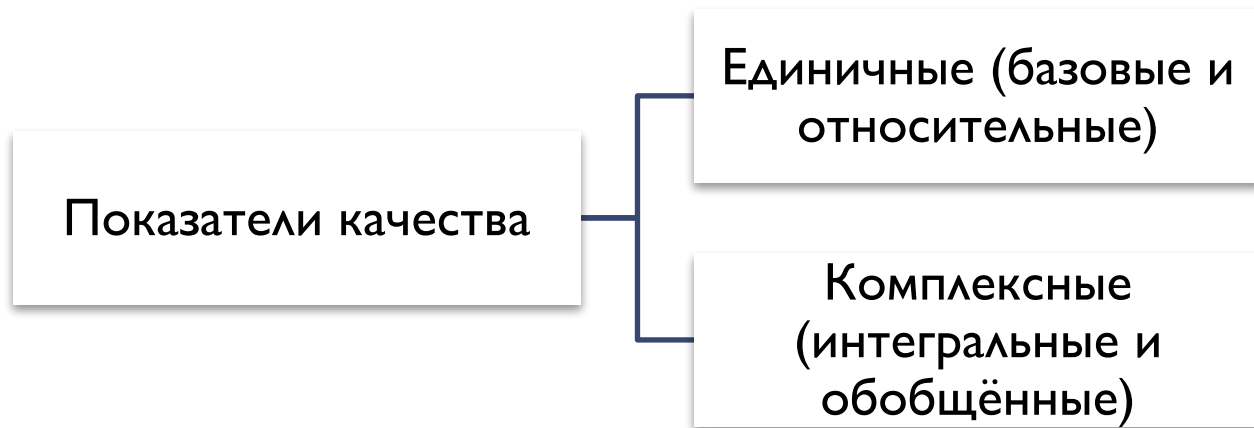 Показатели качества
Единичные (базовые и
относительные)
Комплексные
(интегральные и
обобщённые)